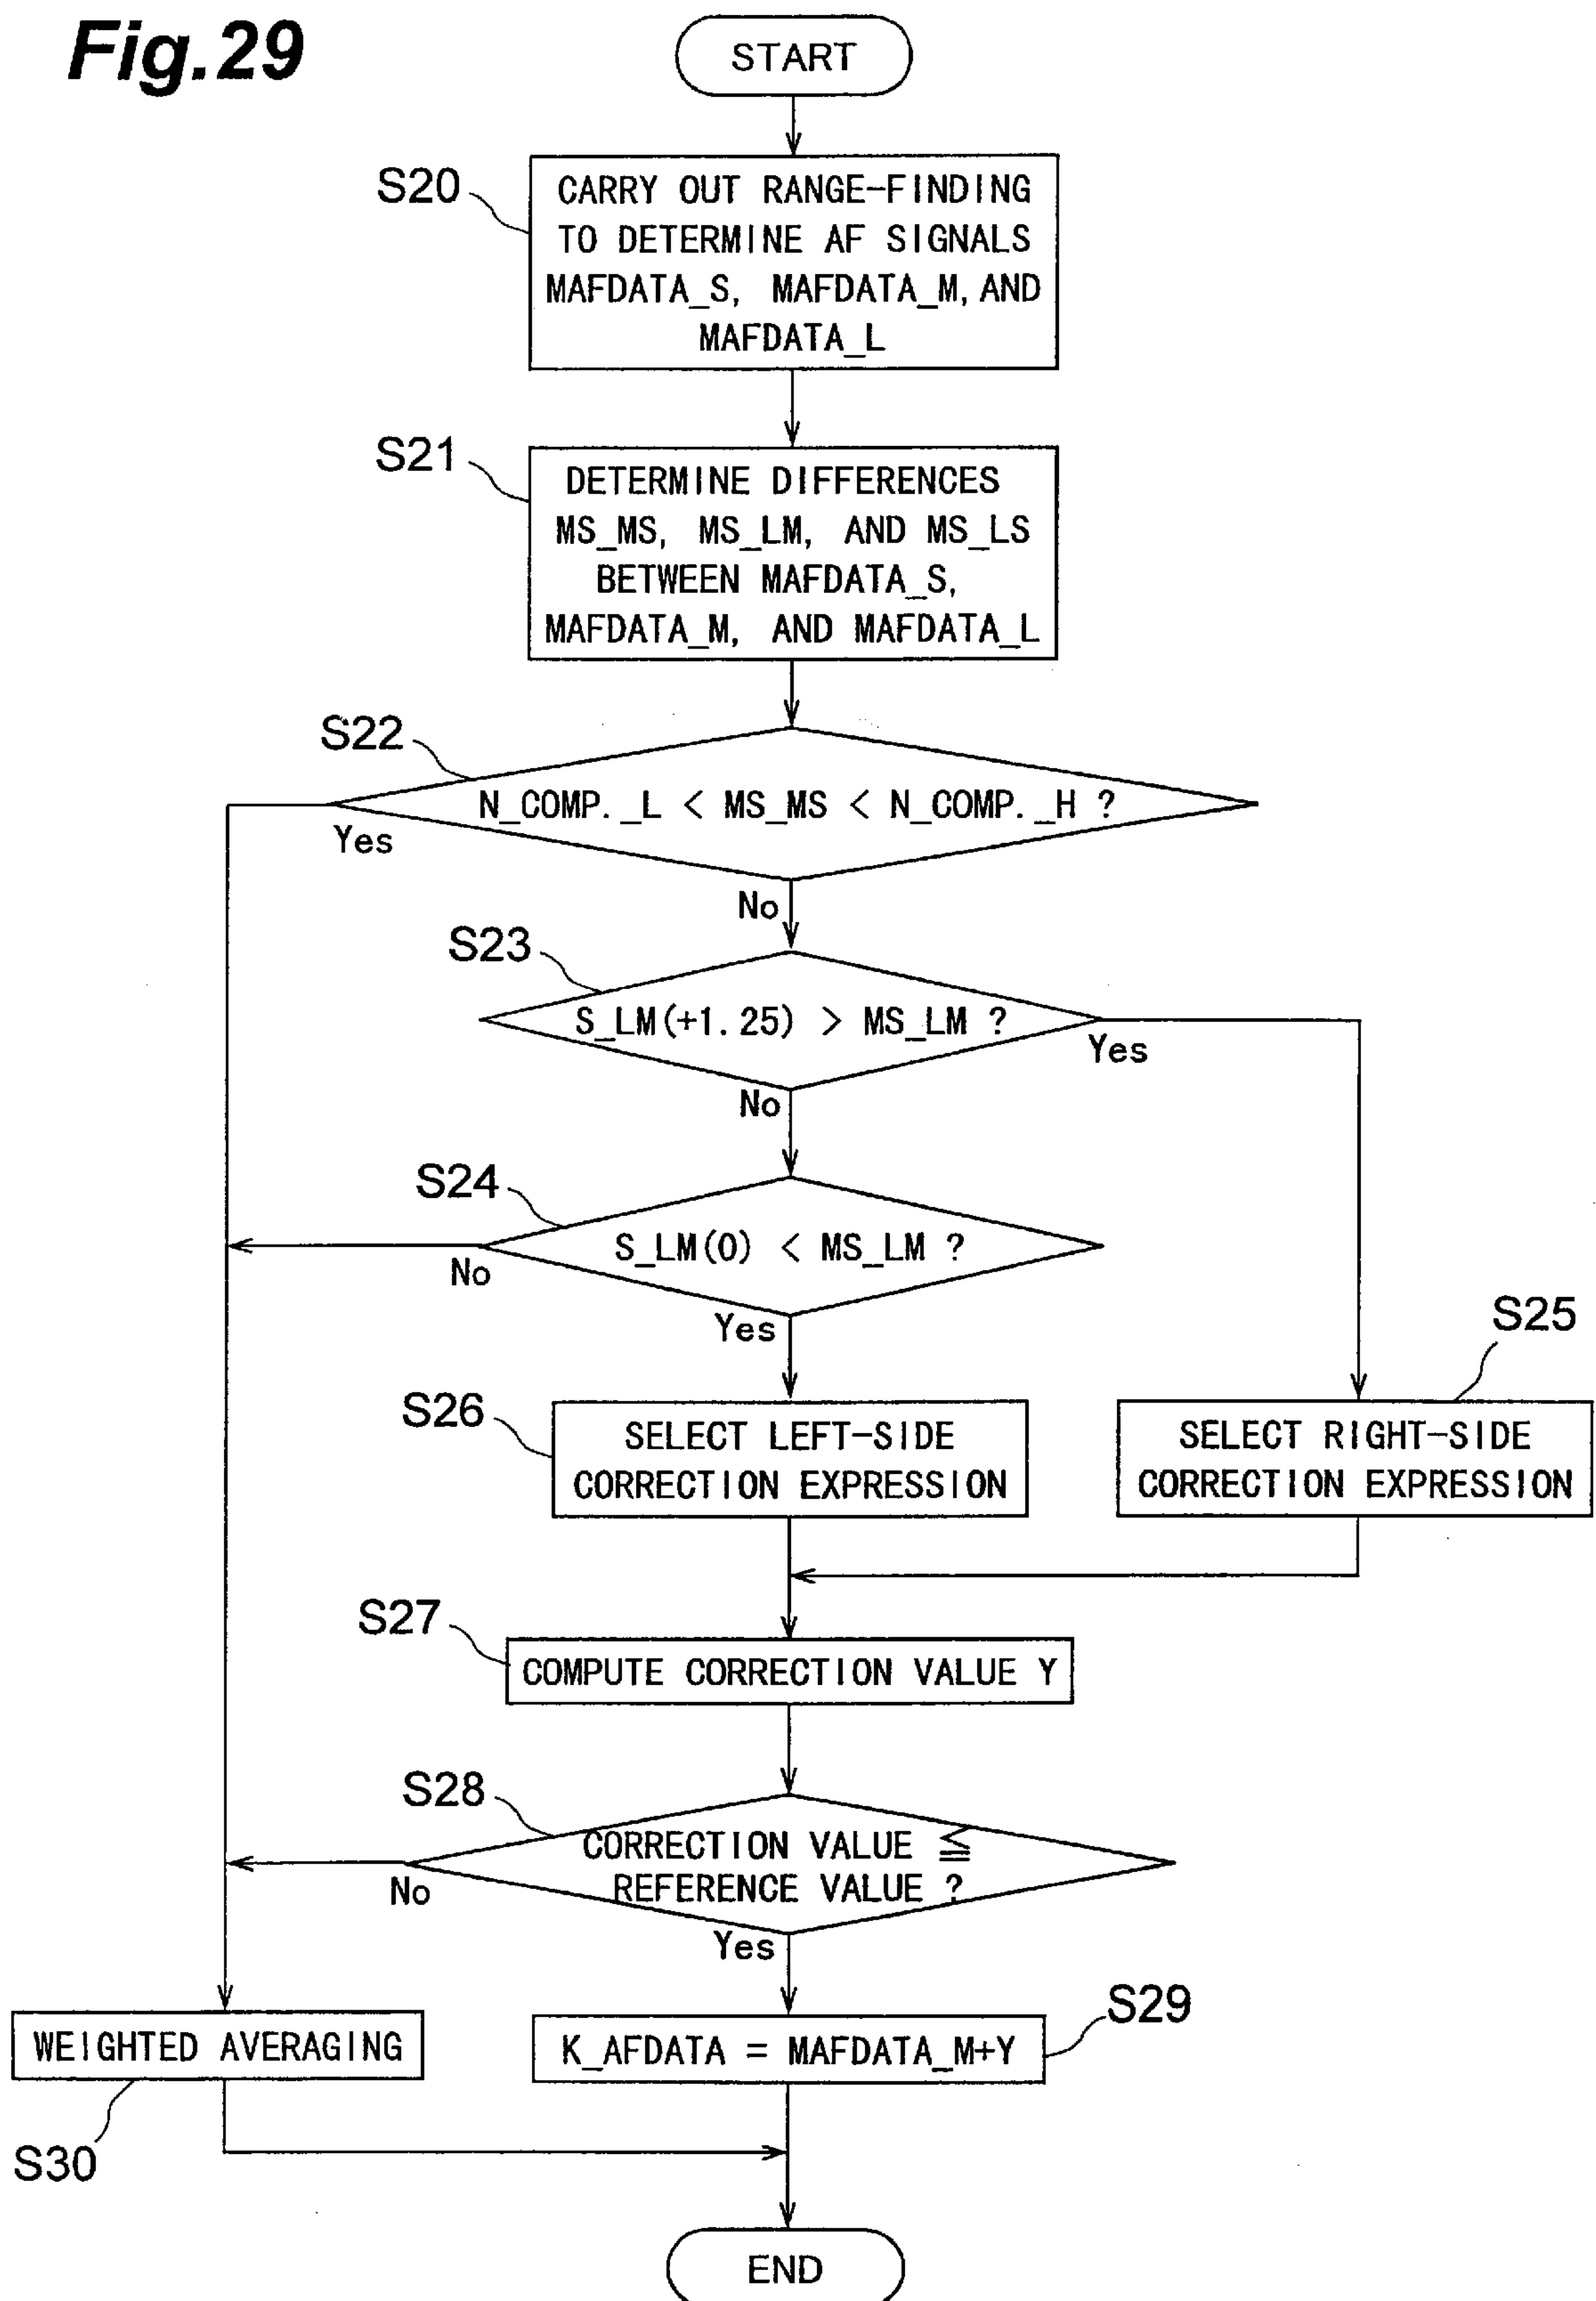 Fig.29
START
S20
CARRY OUT RANGE-FINDING
TO DETERMINE AF SIGNALS
MAFDATA_S, MAFDATA_M, AND
MAFDATA_L
S21
DETERMINE DIFFERENCES
MS_MS, MS_LM, AND MS_LS
BETWEEN MAFDATA_S,
MAFDATA_M, AND MAFDATA_L
S22
N_COMP._L < MS_MS < N_COMP._H ?
Yes
No
S23
S_LM(+1.25) > MS_LM ?
Yes
No
S24
S_LM(0) < MS_LM ?
No
Yes
S25
S26
SELECT LEFT-SIDE
CORRECTION EXPRESSION
SELECT RIGHT-SIDE
CORRECTION EXPRESSION
S27
COMPUTE CORRECTION VALUE Y
S28
CORRECTION VALUE ≦
REFERENCE VALUE ?
No
Yes
S29
WEIGHTED AVERAGING
K_AFDATA = MAFDATA_M+Y
S30
END